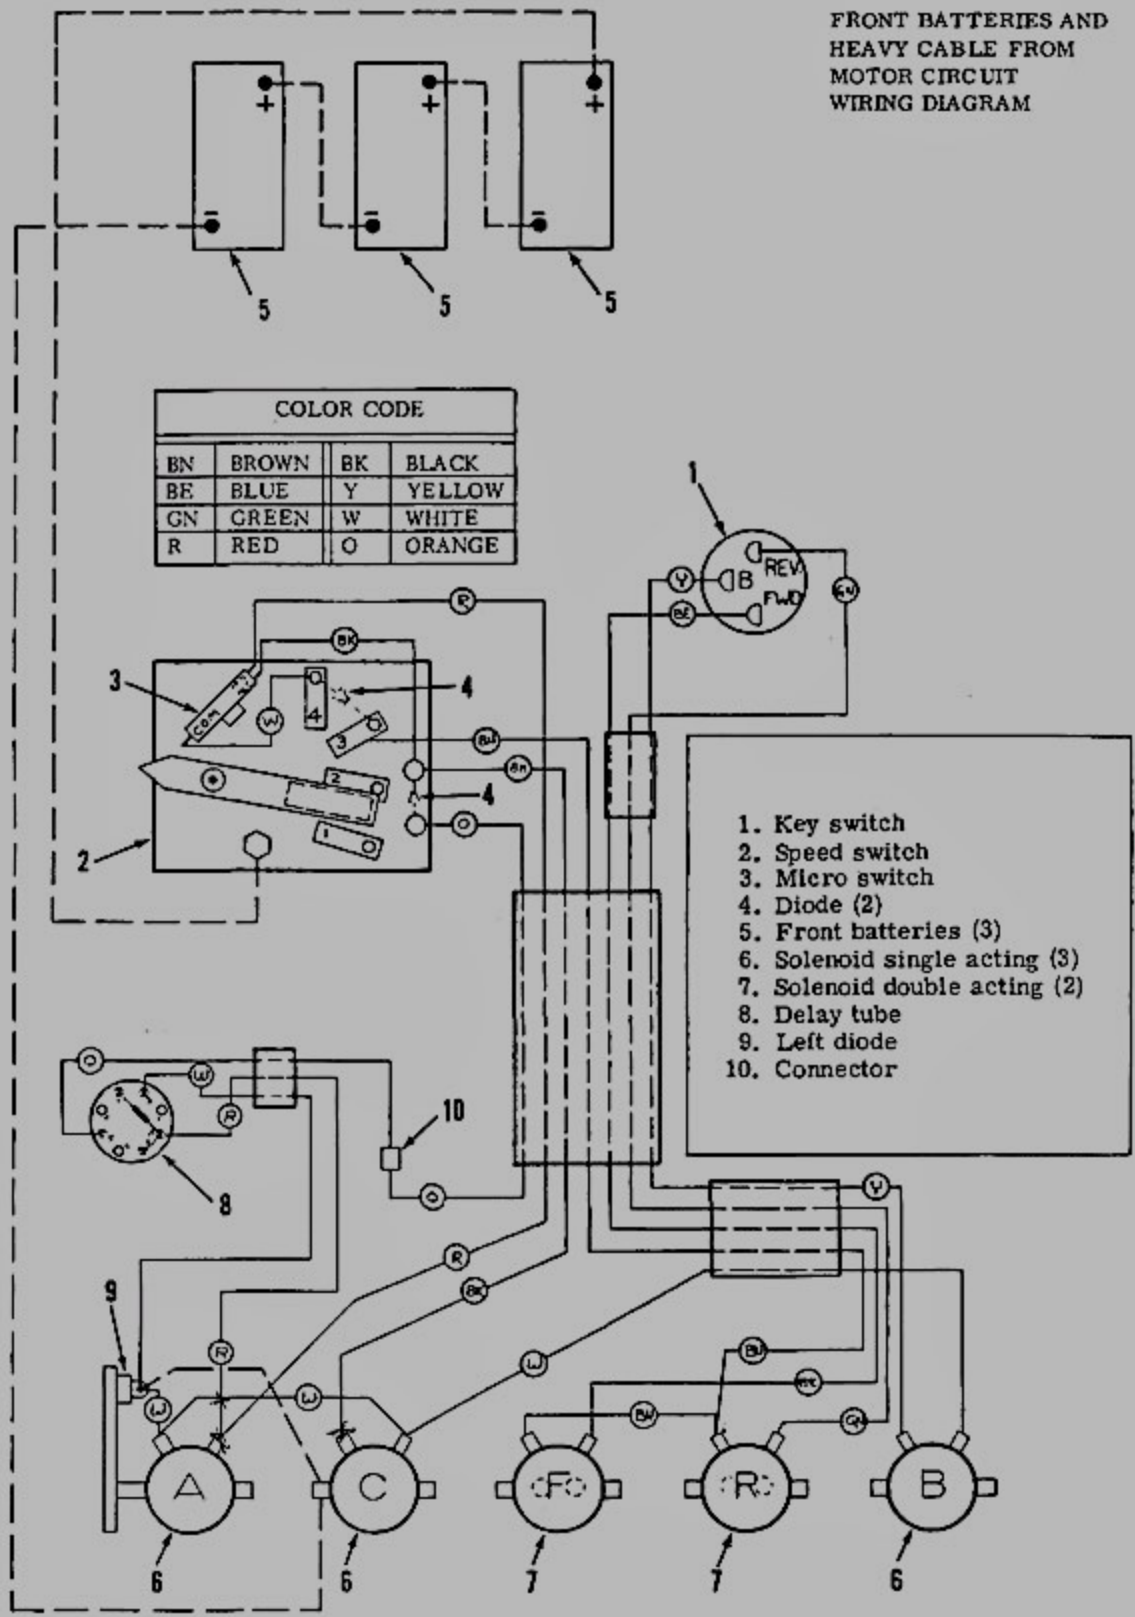 FRONT BATTERIES AND
HEAVY CABLE FROM
MOTOR CIRCUIT
WIRING DIAGRAM
+ + +
- - -
5 5 5
COLOR CODE
BN BROWN BK BLACK
BE BLUE Y YELLOW
GN GREEN W WHITE
R RED O ORANGE
1
REV.
Y B
FWD
BE GN
R
BK
3
COM
W
4
4
3
2
BN
4
1
O
2
1. Key switch
2. Speed switch
3. Micro switch
4. Diode (2)
5. Front batteries (3)
6. Solenoid single acting (3)
7. Solenoid double acting (2)
8. Delay tube
9. Left diode
10. Connector
O
W
R
10
8
O
Y
R
BK
9
R
W
W
W
GN
A C F R B
6 6 7 7 6